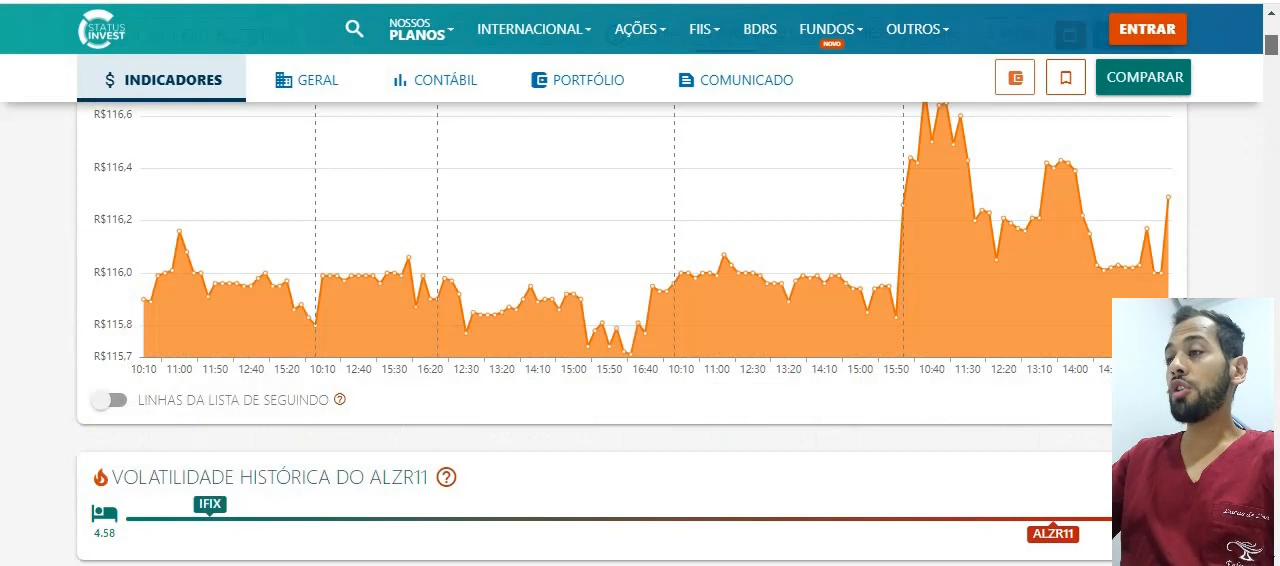 STATUS INVEST
NOSSOS PLANOS
INTERNACIONAL
AÇÕES
FIIS
BDRS
FUNDOS
NOVO
OUTROS
ENTRAR
INDICADORES
GERAL
CONTÁBIL
PORTFÓLIO
COMUNICADO
COMPARAR
R$116,6
R$116,4
R$116,2
R$116,0
R$115,8
R$115,7
10:10 11:00 11:50 12:40 15:20 10:10 12:40 15:30 16:20 12:30 13:20 15:00 15:50 16:40 10:10 11:00 12:20 13:20 14:10 15:00 15:50 10:40 11:30 13:10 14:00
LINHAS DA LISTA DE SEGUINDO
VOLATILIDADE HISTÓRICA DO ALZR11
IFIX
4.58
ALZR11